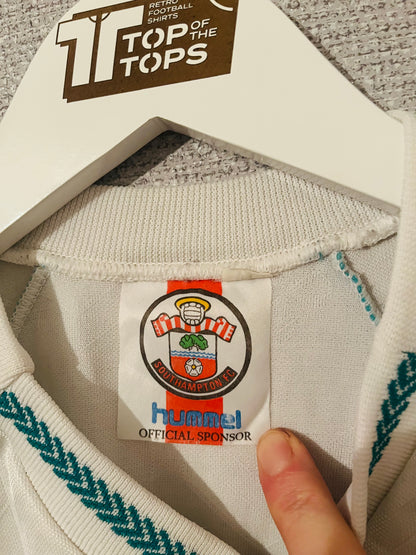 RETRO
FOOTBALL
SHIRTS
TOP OF
THE
TOPS
SOUTHAMPTON F.C.
hummel
OFFICIAL SPONSOR